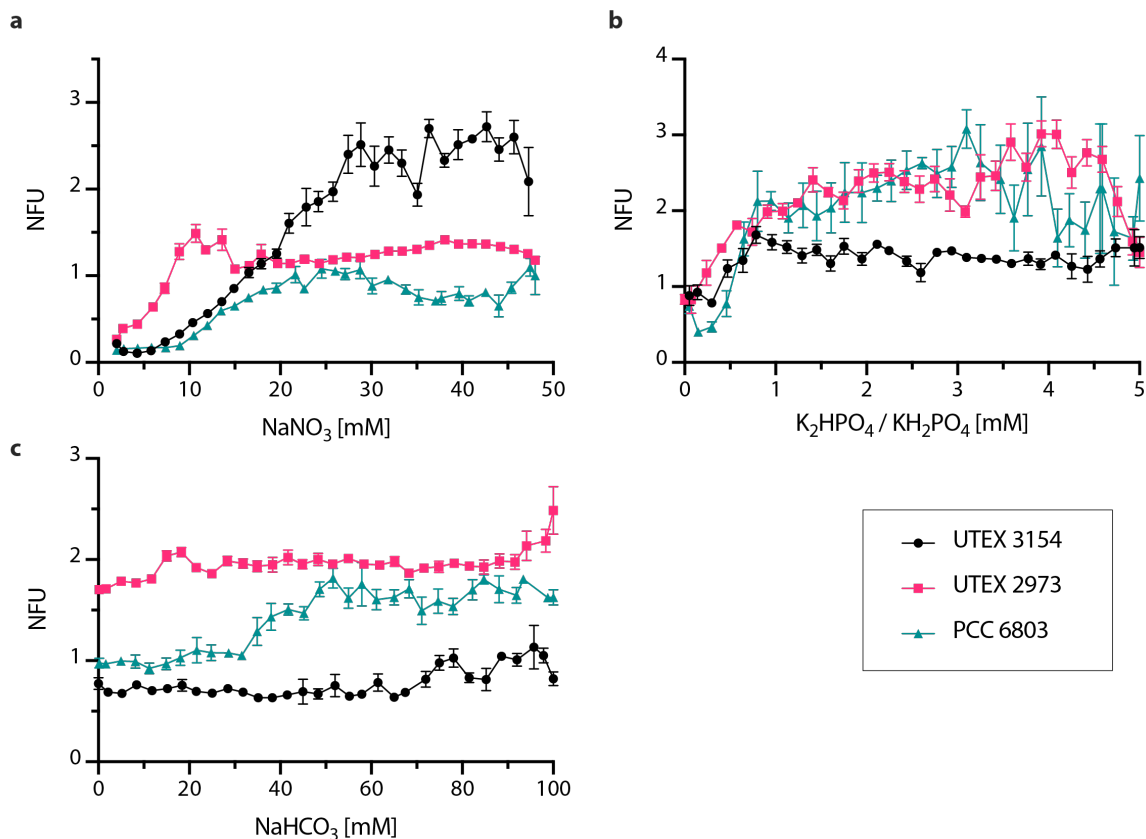 a
NFU
3
2
1
0
0 10 20 30 40 50
NaNO₃ [mM]
b
NFU
4
3
2
1
0
0 1 2 3 4 5
K₂HPO₄ / KH₂PO₄ [mM]
c
NFU
3
2
1
0
0 20 40 60 80 100
NaHCO₃ [mM]
UTEX 3154
UTEX 2973
PCC 6803